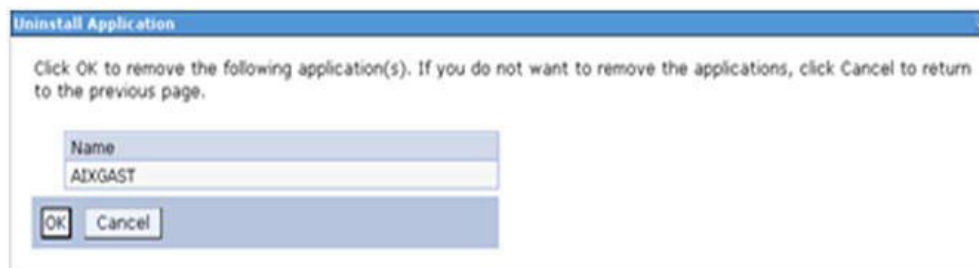 Uninstall Application
Click OK to remove the following application(s). If you do not want to remove the applications, click Cancel to return
to the previous page.
Name
AIXGAST
OK Cancel